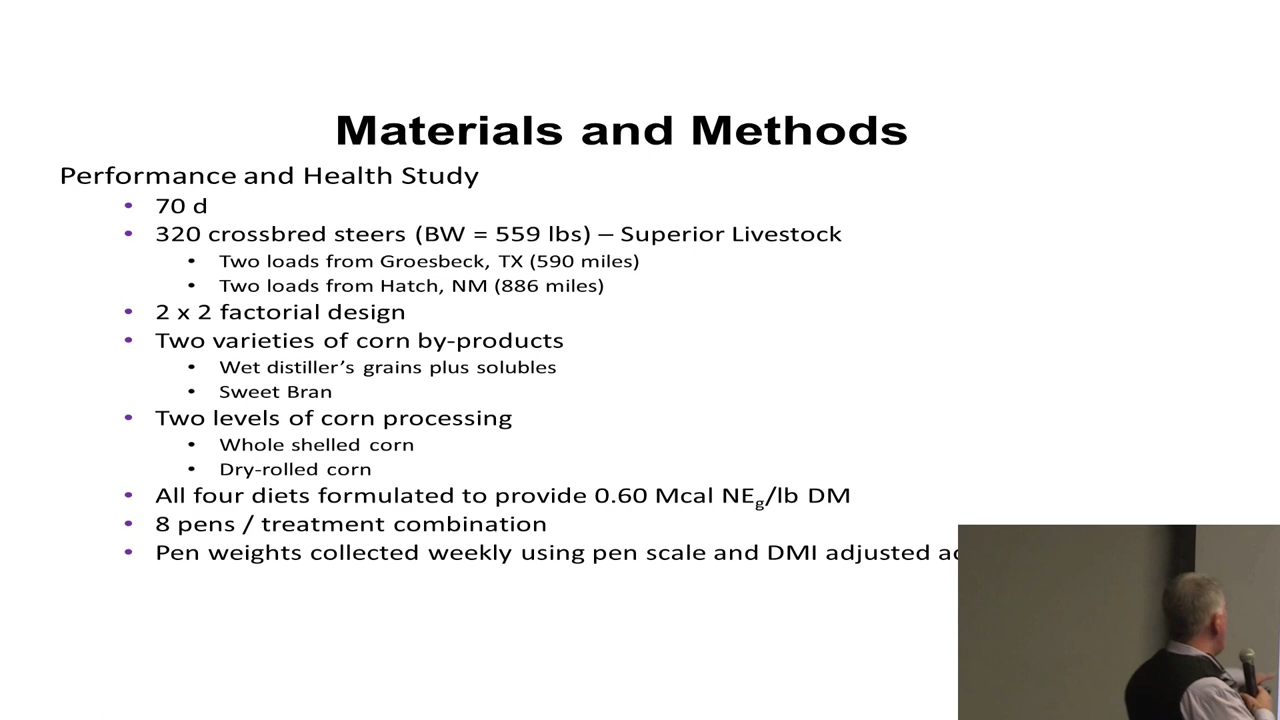 Materials and Methods
Performance and Health Study
• 70 d
• 320 crossbred steers (BW = 559 lbs) – Superior Livestock
• Two loads from Groesbeck, TX (590 miles)
• Two loads from Hatch, NM (886 miles)
• 2 x 2 factorial design
• Two varieties of corn by-products
• Wet distiller’s grains plus solubles
• Sweet Bran
• Two levels of corn processing
• Whole shelled corn
• Dry-rolled corn
• All four diets formulated to provide 0.60 Mcal NEg/lb DM
• 8 pens / treatment combination
• Pen weights collected weekly using pen scale and DMI adjusted